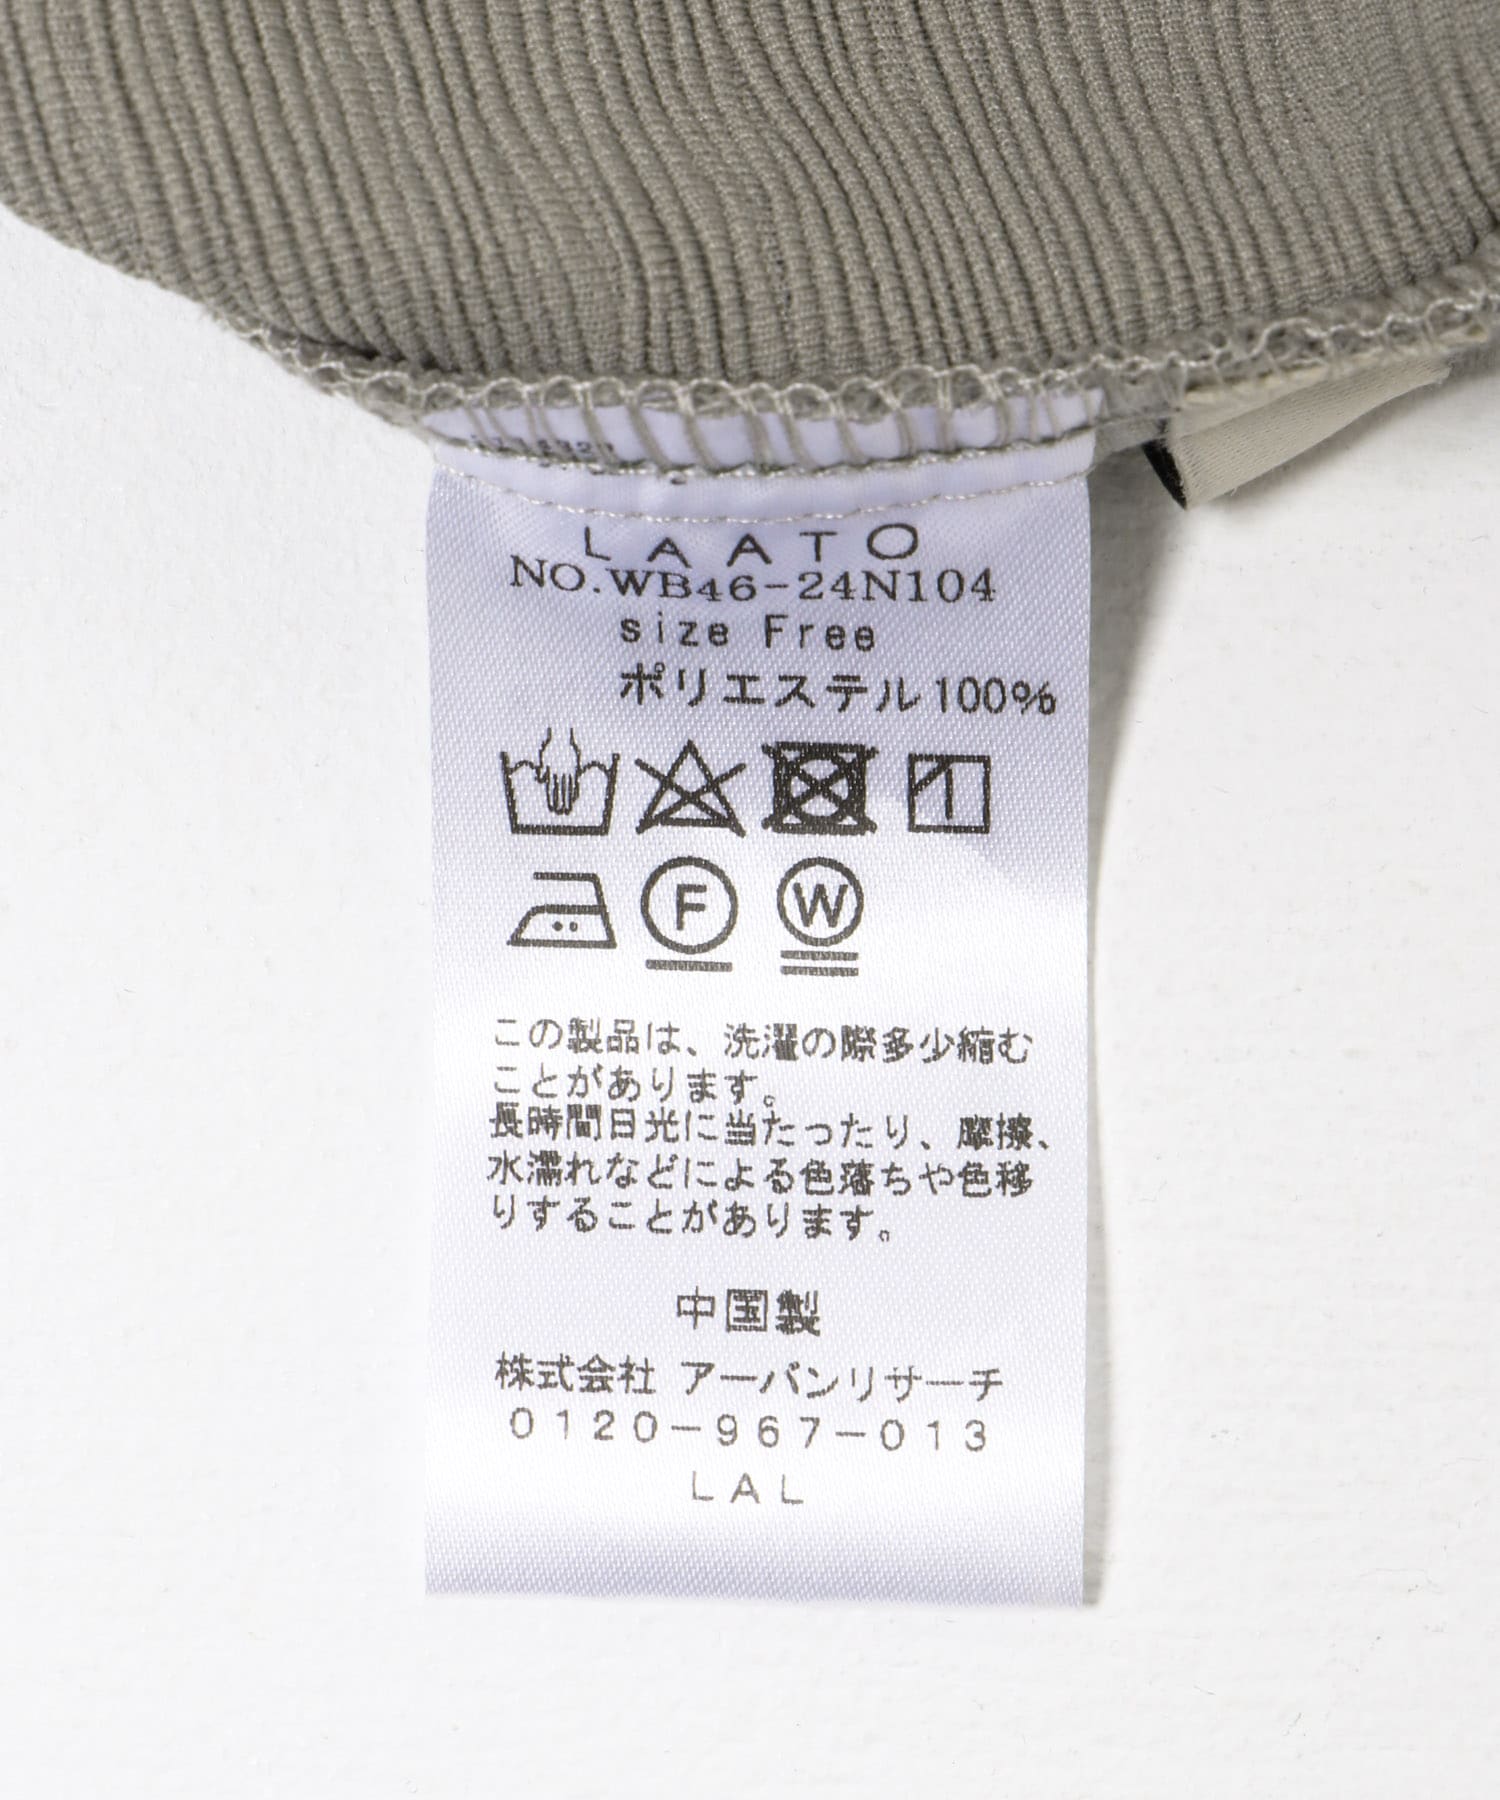 LAATO
NO.WB46-24N104
size Free
ポリエステル100%
F W
この製品は、洗濯の際多少縮む
ことがあります。
長時間日光に当たったり、摩擦、
水濡れなどによる色落ちや色移
りすることがあります。
中国製
株式会社 アーバンリサーチ
0120-967-013
LAL